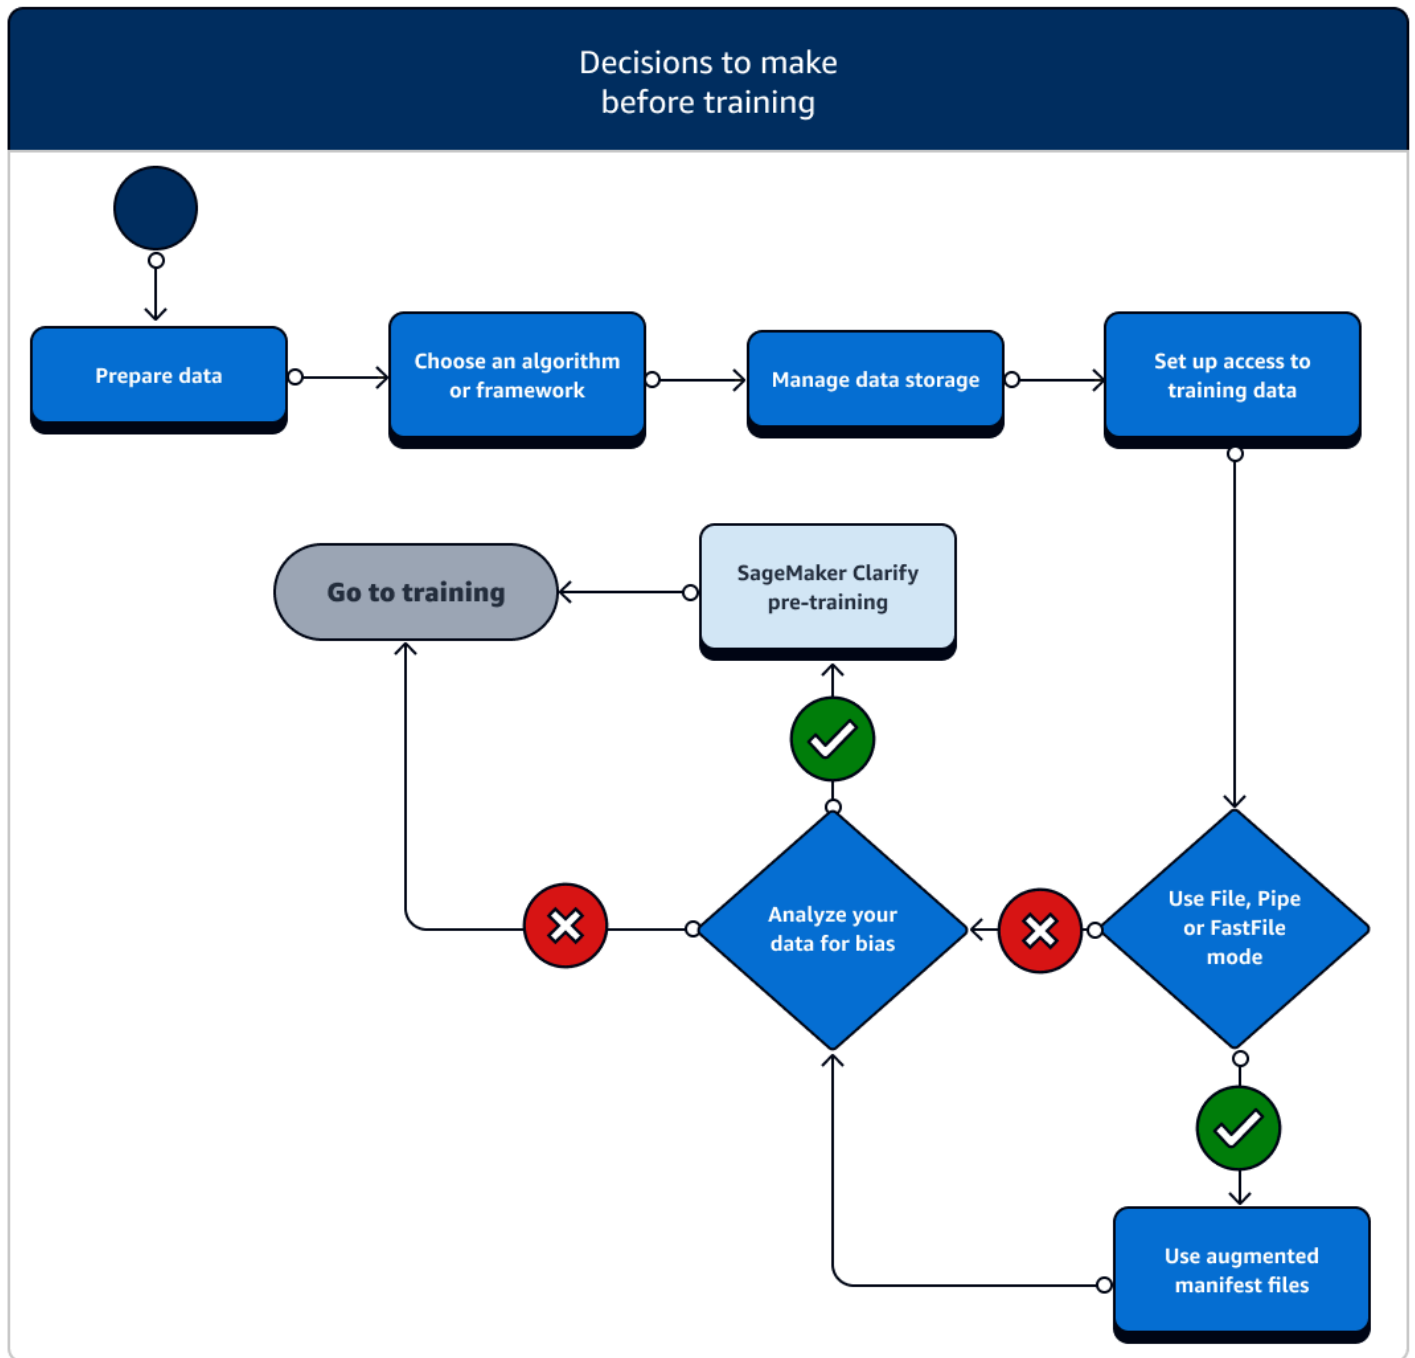 Decisions to make
before training
Prepare data
Choose an algorithm
or framework
Manage data storage
Set up access to
training data
Go to training
SageMaker Clarify
pre-training
Analyze your
data for bias
Use File, Pipe
or FastFile
mode
Use augmented
manifest files